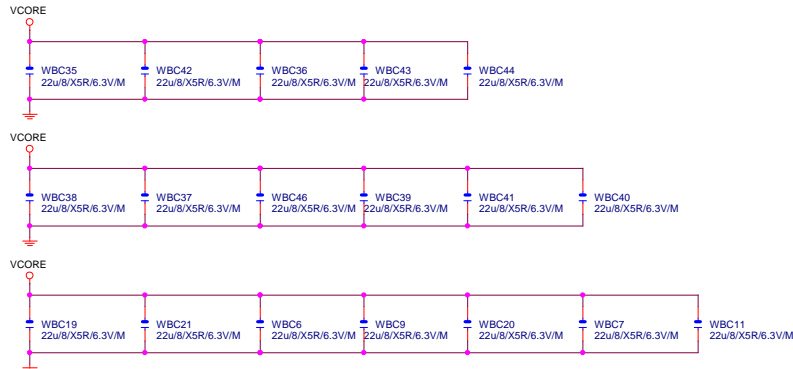 VCORE
WBC35 WBC42 WBC36 WBC43 WBC44
22u/8/X5R/6.3V/M 22u/8/X5R/6.3V/M 22u/8/X5R/6.3V/M 22u/8/X5R/6.3V/M 22u/8/X5R/6.3V/M
VCORE
WBC38 WBC37 WBC46 WBC39 WBC41 WBC40
22u/8/X5R/6.3V/M 22u/8/X5R/6.3V/M 22u/8/X5R/6.3V/M 22u/8/X5R/6.3V/M 22u/8/X5R/6.3V/M 22u/8/X5R/6.3V/M
VCORE
WBC19 WBC21 WBC6 WBC9 WBC20 WBC7 WBC11
22u/8/X5R/6.3V/M 22u/8/X5R/6.3V/M 22u/8/X5R/6.3V/M 22u/8/X5R/6.3V/M 22u/8/X5R/6.3V/M 22u/8/X5R/6.3V/M 22u/8/X5R/6.3V/M